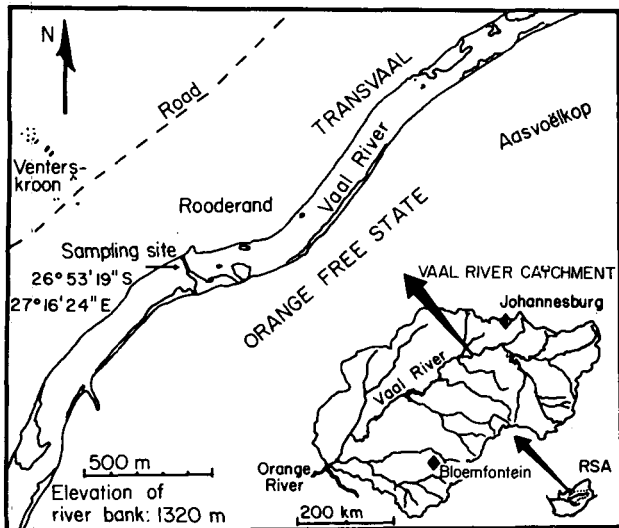 N
Road
TRANSVAAL
Aasvoëlkop
Venters-
kroon
Vaal River
Rooderand
Sampling site
26° 53' 19" S
27° 16' 24" E
ORANGE FREE STATE
VAAL RIVER CAYCHMENT
Johannesburg
Vaal River
500 m
Elevation of
river bank: 1320 m
Orange
River
Bloemfontein
RSA
200 km